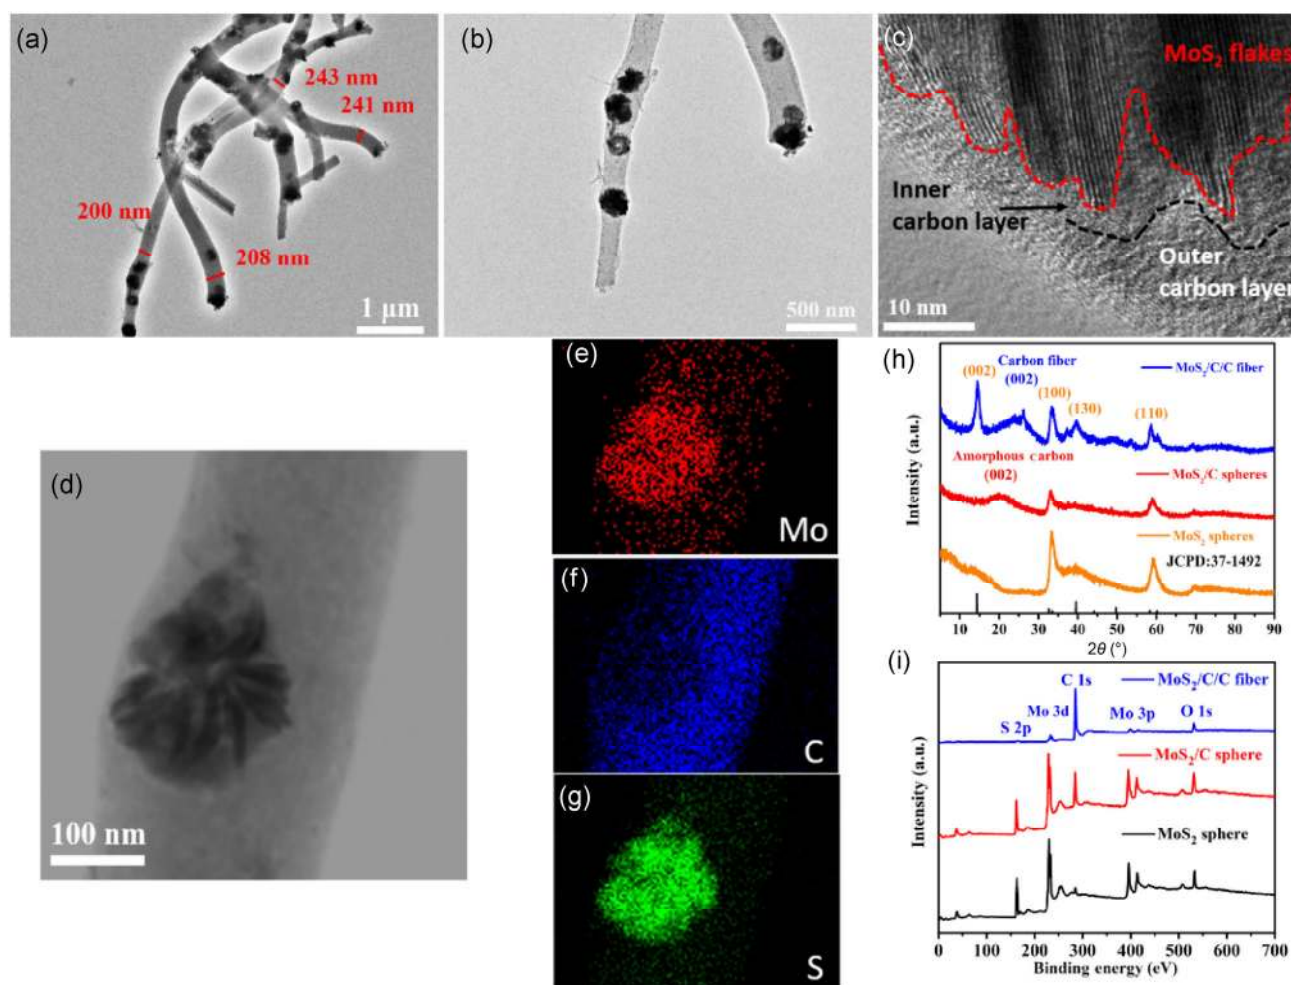 (a)
243 nm
241 nm
200 nm
208 nm
1 μm
(b)
500 nm
(c)
MoS₂ flakes
Inner
carbon layer
Outer
carbon layer
10 nm
(d)
100 nm
(e)
Mo
(f)
C
(g)
S
(h)
Carbon fiber
(002)
(002)
(100)
(130)
(110)
MoS₂/C/C fiber
Amorphous carbon
(002)
MoS₂/C spheres
MoS₂ spheres
JCPD:37-1492
Intensity (a.u.)
10 20 30 40 50 60 70 80 90
2θ (°)
(i)
C 1s
MoS₂/C/C fiber
S 2p
Mo 3d
Mo 3p
O 1s
MoS₂/C sphere
MoS₂ sphere
Intensity (a.u.)
0 100 200 300 400 500 600 700
Binding energy (eV)